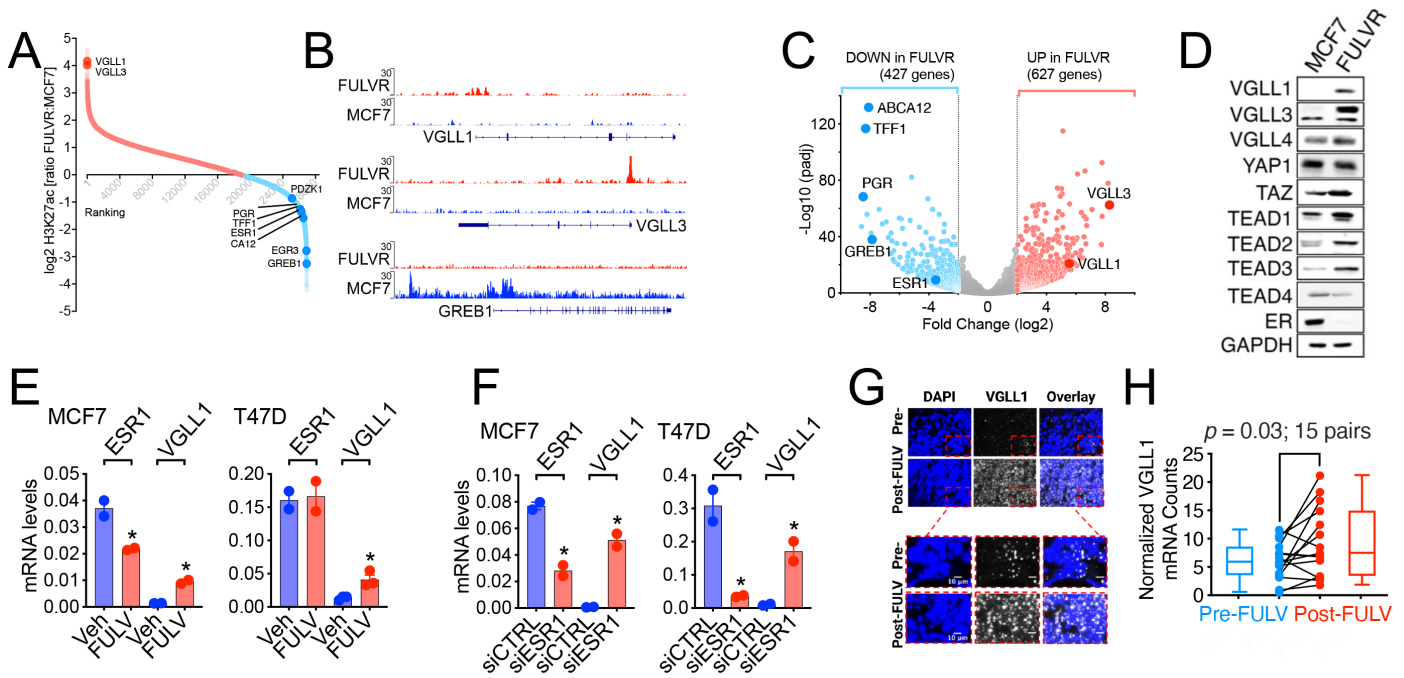 A
log2 H3K27ac [ratio FULVR:MCF7]
5
4
3
2
1
0
-1
-2
-3
-4
-5
VGLL1
VGLL3
1
4000
8000
12000
16000
20000
24000
Ranking
PDZK1
PGR
TFF1
ESR1
CA12
EGR3
GREB1
B
FULVR
30
MCF7
30
VGLL1
FULVR
30
MCF7
30
VGLL3
FULVR
30
MCF7
30
GREB1
C
DOWN in FULVR
(427 genes)
UP in FULVR
(627 genes)
-Log10 (padj)
120
80
40
0
ABCA12
TFF1
PGR
GREB1
ESR1
VGLL3
VGLL1
-8
-4
0
4
8
Fold Change (log2)
D
MCF7
FULVR
VGLL1
VGLL3
VGLL4
YAP1
TAZ
TEAD1
TEAD2
TEAD3
TEAD4
ER
GAPDH
E
MCF7
ESR1
VGLL1
mRNA levels
0.05
0.04
0.03
0.02
0.01
0.00
*
*
Veh
FULV
Veh
FULV
T47D
ESR1
VGLL1
0.20
0.15
0.10
0.05
0.00
*
Veh
FULV
Veh
FULV
F
MCF7
ESR1
VGLL1
mRNA levels
0.10
0.08
0.06
0.04
0.02
0.00
*
*
siCTRL
siESR1
siCTRL
siESR1
T47D
ESR1
VGLL1
0.4
0.3
0.2
0.1
0.0
*
*
siCTRL
siESR1
siCTRL
siESR1
G
DAPI VGLL1 Overlay
Pre-
Post-FULV
Pre-
10 µm
Post-FULV
10 µm
H
p = 0.03; 15 pairs
Normalized VGLL1
mRNA Counts
25
20
15
10
5
0
Pre-FULV Post-FULV